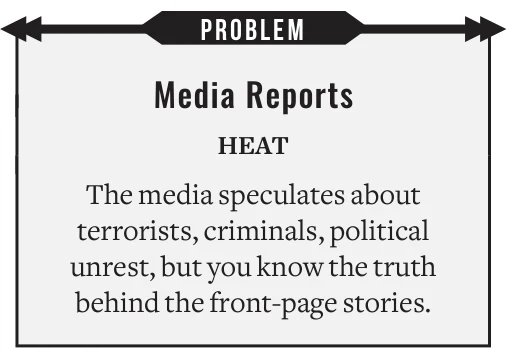 PROBLEM
Media Reports
HEAT
The media speculates about
terrorists, criminals, political
unrest, but you know the truth
behind the front-page stories.